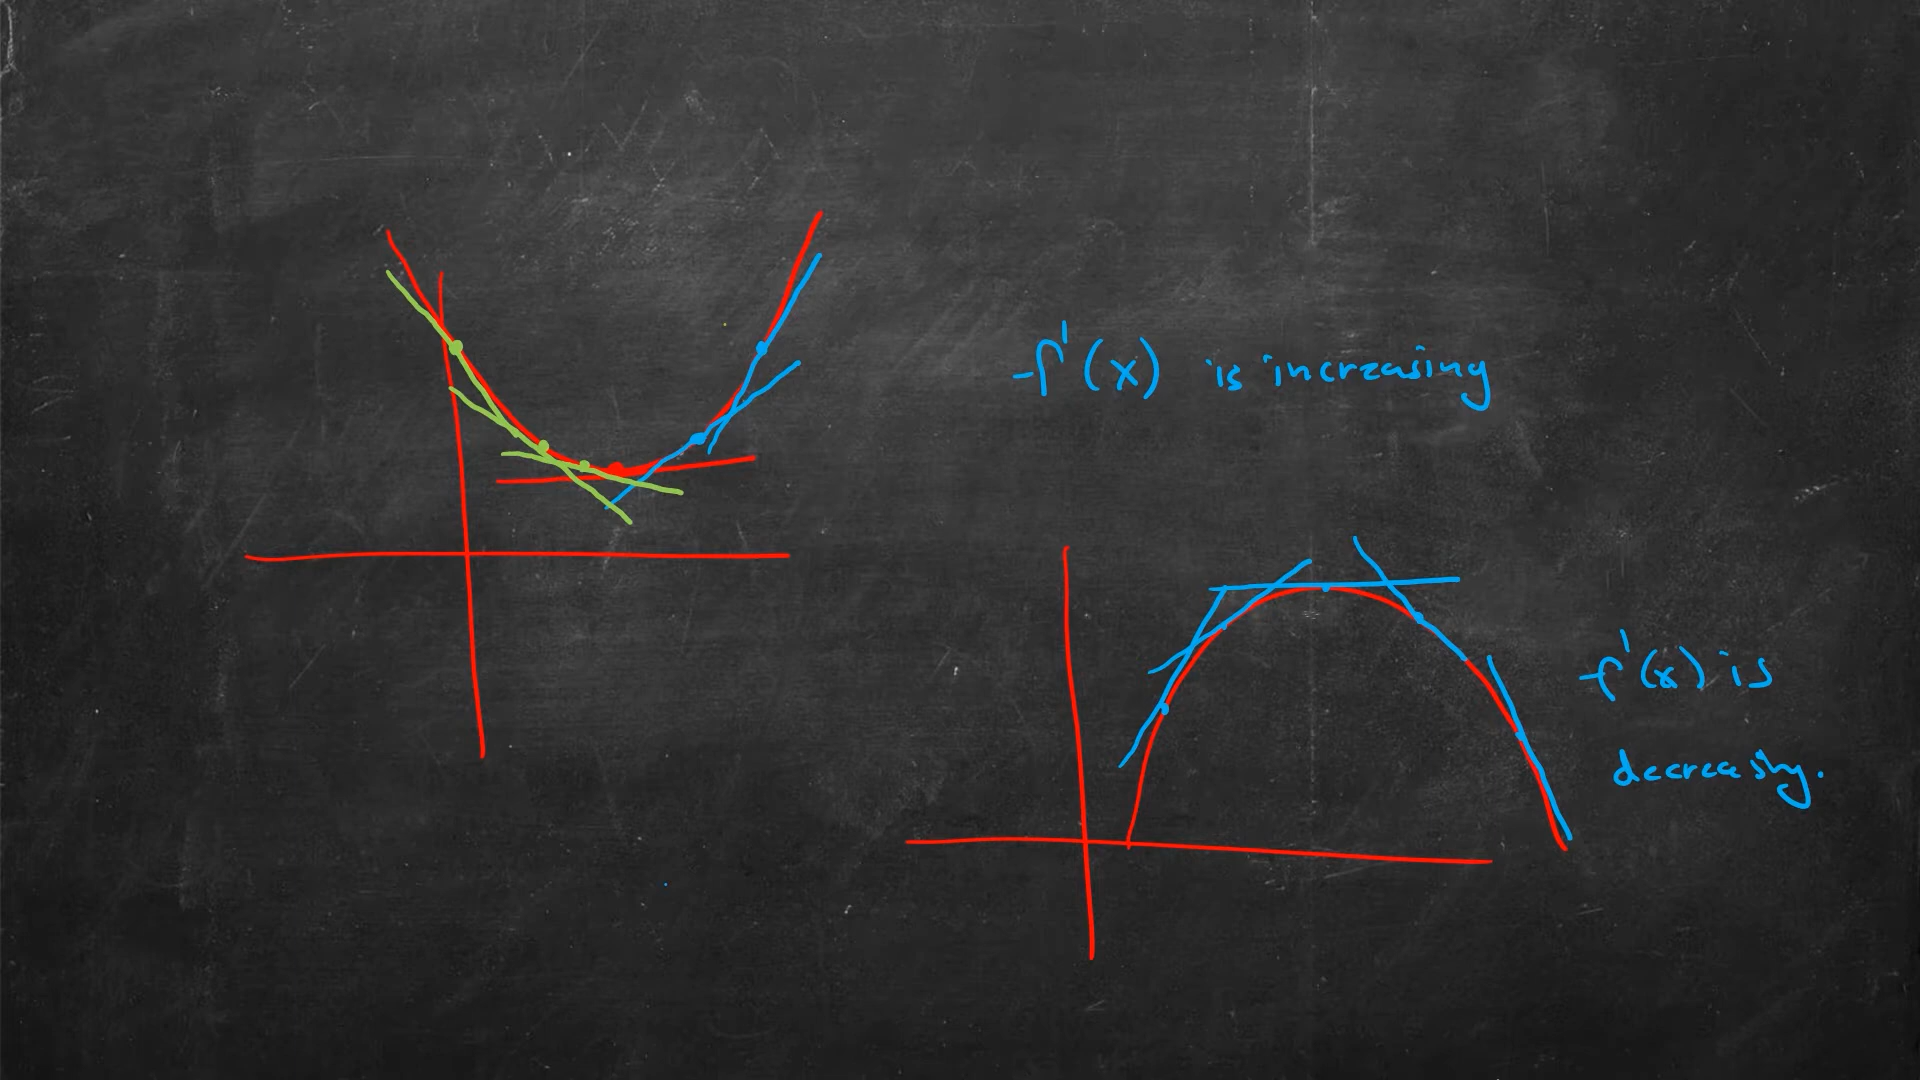 f'(x) is increasing
f'(x) is
decreasing.